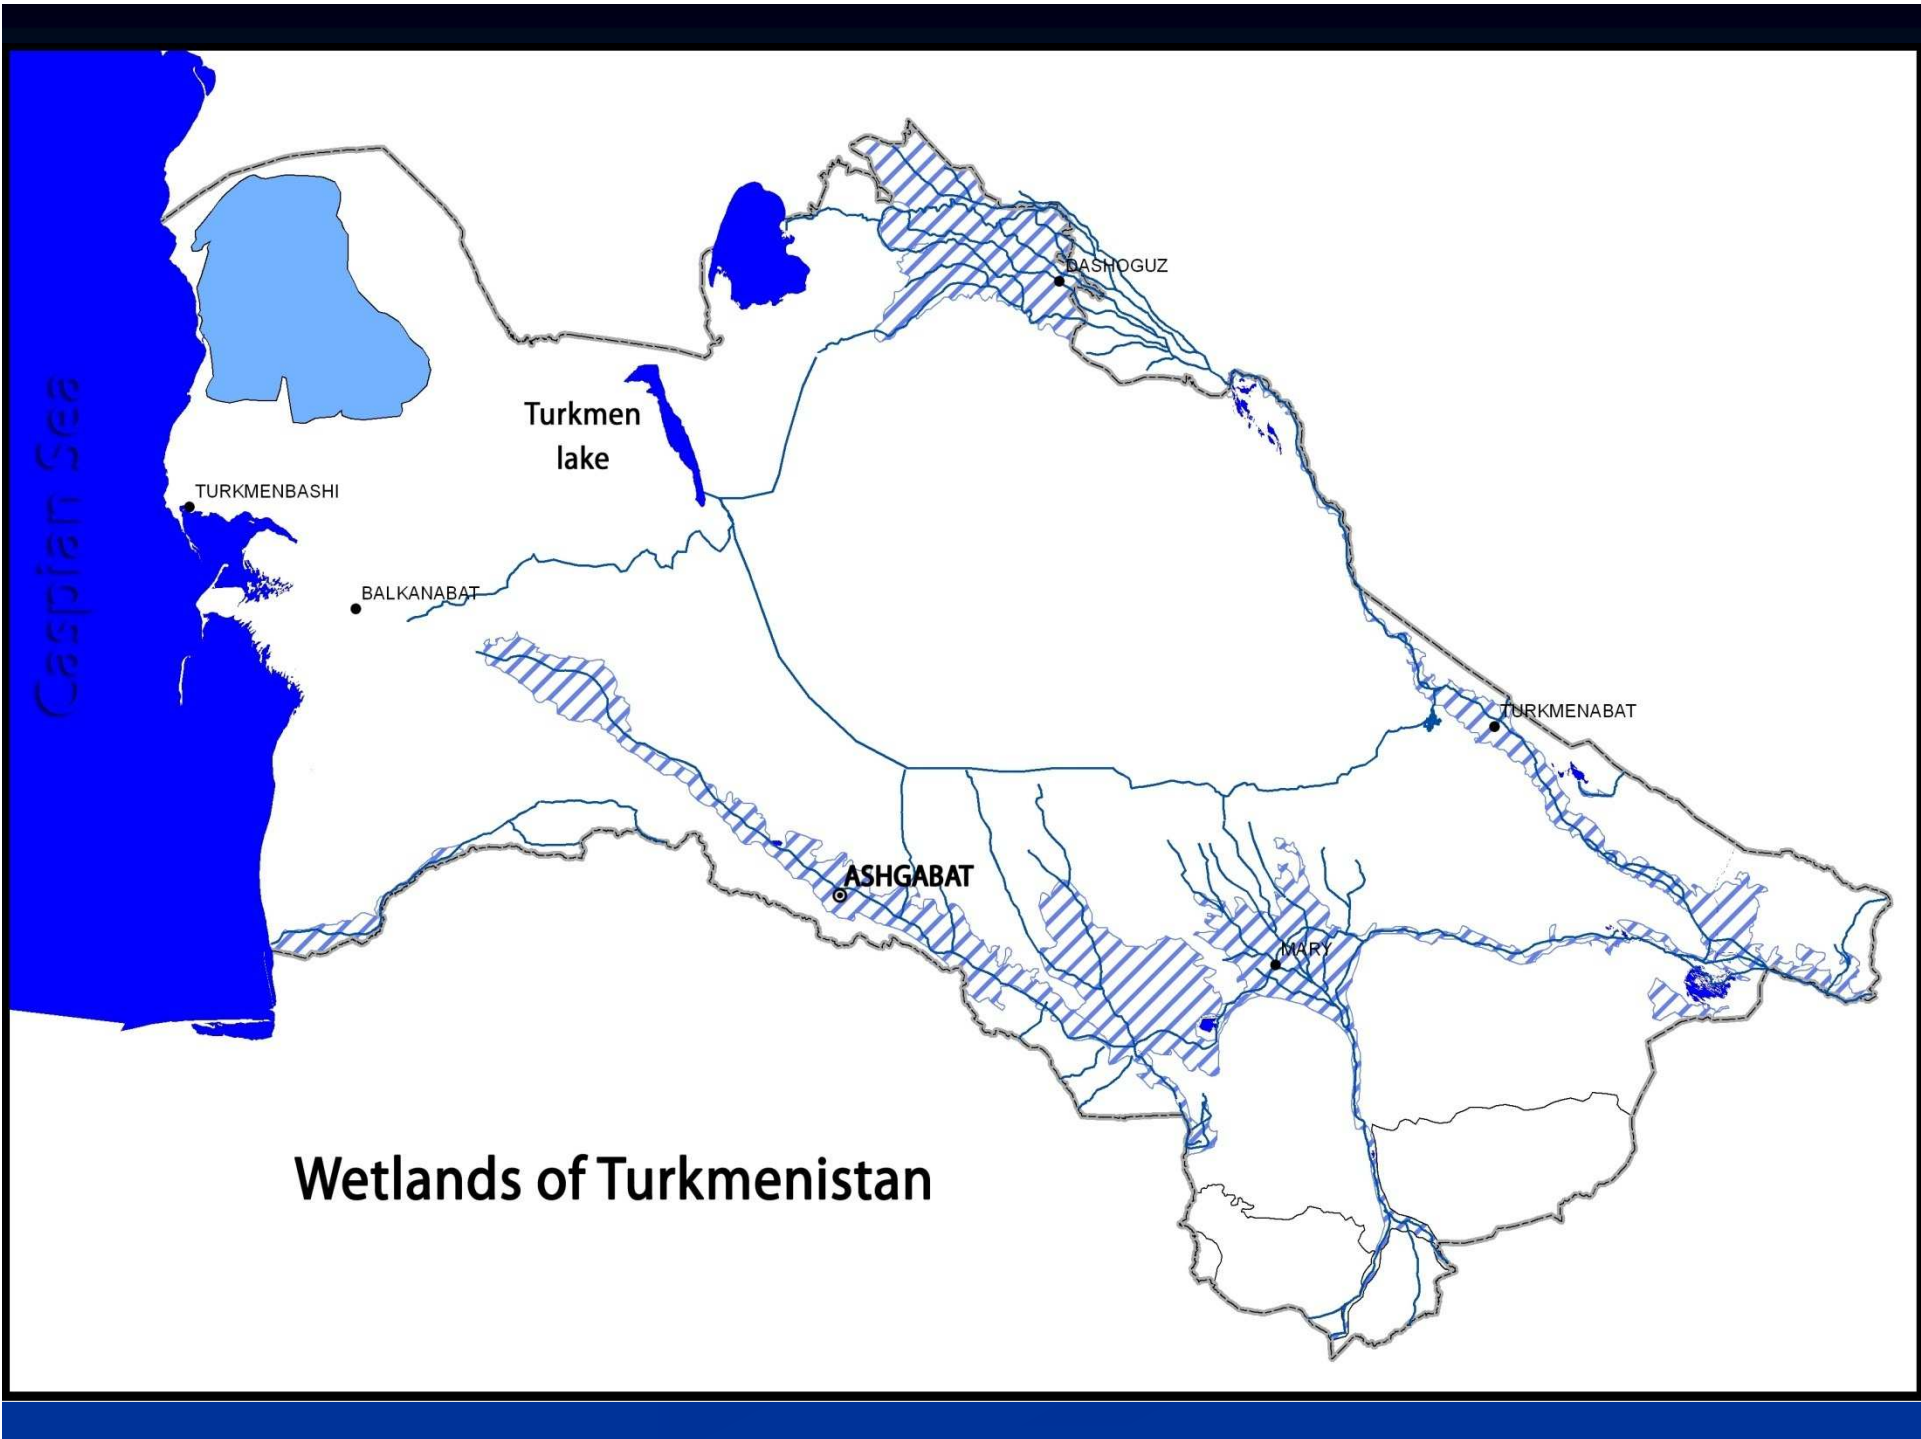 DASHOGUZ
Turkmen
lake
Caspian Sea
TURKMENBASHI
BALKANABAT
TURKMENABAT
ASHGABAT
MARY
Wetlands of Turkmenistan